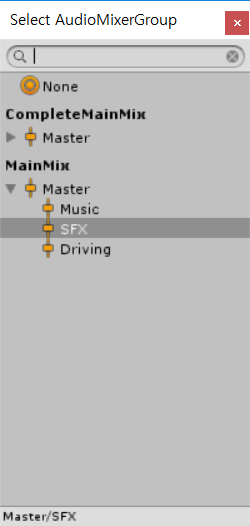 Select AudioMixerGroup
None
CompleteMainMix
Master
MainMix
Master
Music
SFX
Driving
Master/SFX